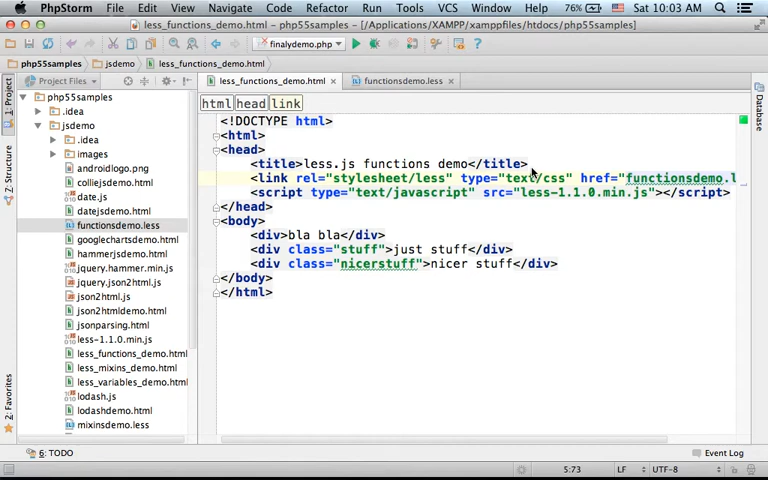 PhpStorm File Edit View Navigate Code Refactor Run Tools VCS Window Help 76% Sat 10:03 AM
less_functions_demo.html - php55samples - [/Applications/XAMPP/xamppfiles/htdocs/php55samples]
finalydemo.php
php55samples jsdemo less_functions_demo.html
Project Files less_functions_demo.html functionsdemo.less
html head link
1: Project
7: Structure
2: Favorites
Database
php55samples
.idea
jsdemo
.idea
images
androidlogo.png
colliejsdemo.html
date.js
datejsdemo.html
functionsdemo.less
googlechartsdemo.html
hammerjsdemo.html
jquery.hammer.min.js
jquery.json2html.js
json2html.js
json2htmldemo.html
jsonparsing.html
less-1.1.0.min.js
less_functions_demo.html
less_mixins_demo.html
less_variables_demo.html
lodash.js
lodashdemo.html
mixinsdemo.less
<!DOCTYPE html>
<html>
<head>
<title>less.js functions demo</title>
<link rel="stylesheet/less" type="text/css" href="functionsdemo.l
<script type="text/javascript" src="less-1.1.0.min.js"></script>
</head>
<body>
<div>bla bla</div>
<div class="stuff">just stuff</div>
<div class="nicerstuff">nicer stuff</div>
</body>
</html>
6: TODO Event Log
5:73 LF UTF-8